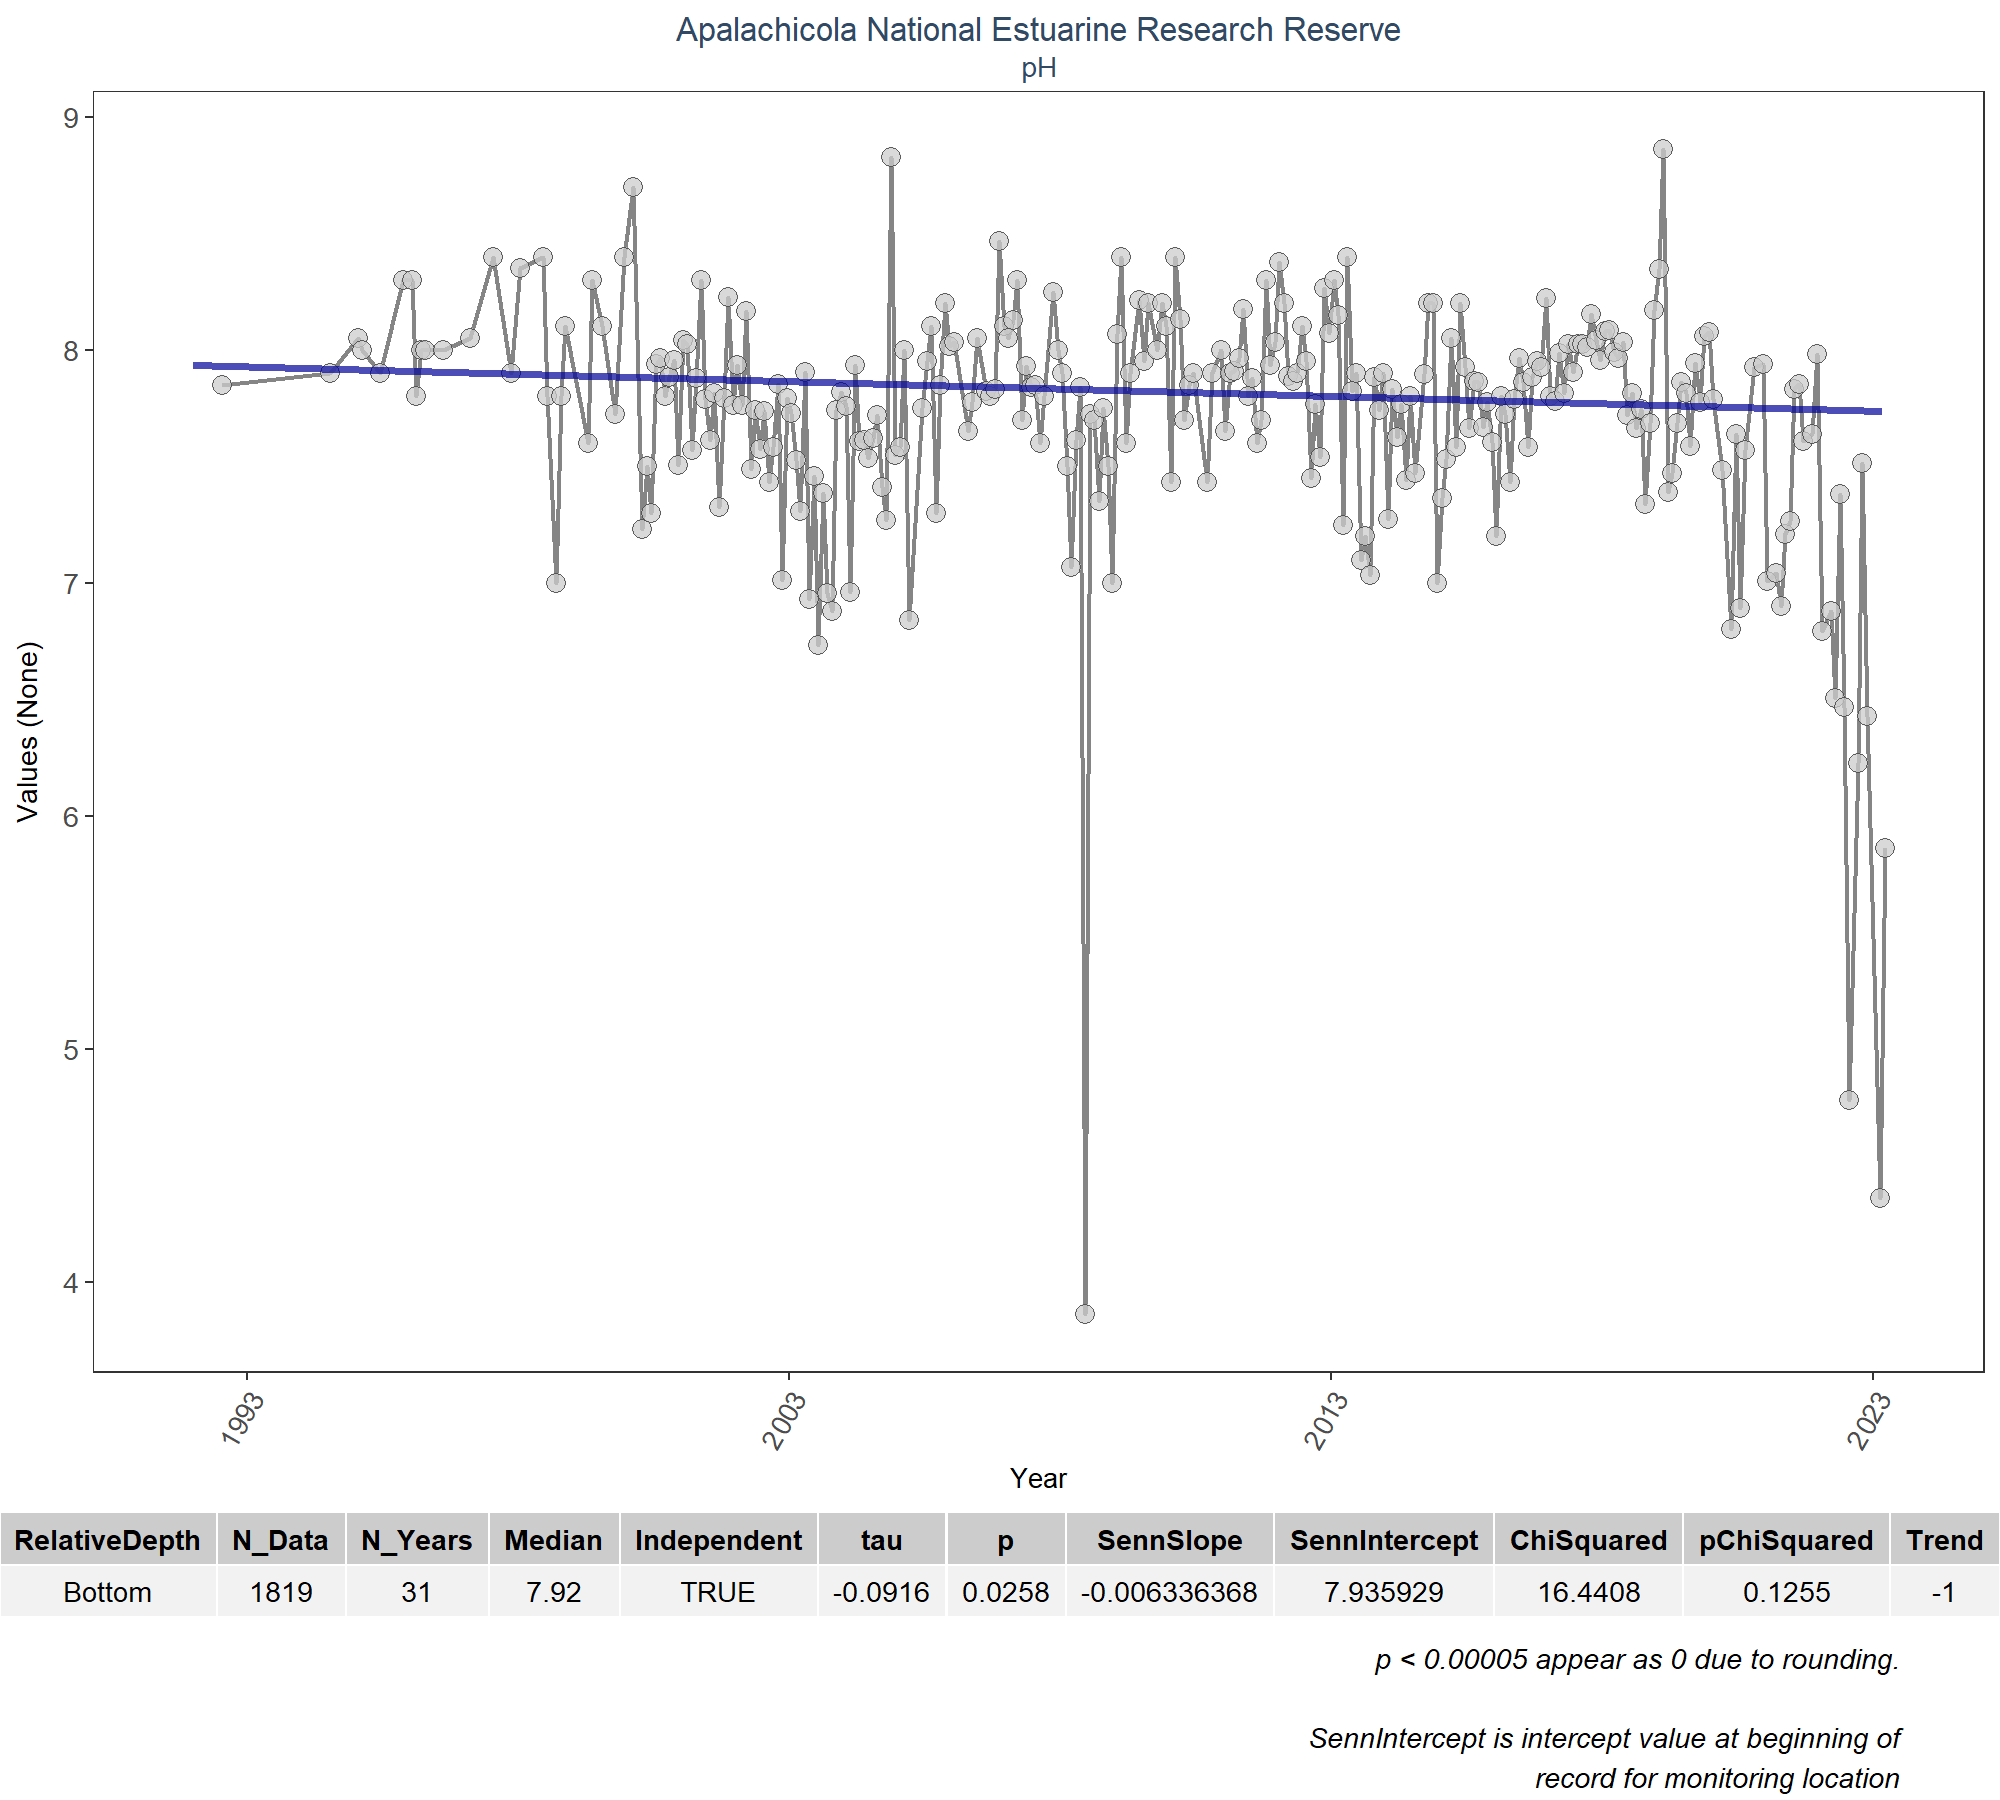 Apalachicola National Estuarine Research Reserve
pH
9
8
7
6
5
4
Values (None)
1993 2003 2013 2023
Year
RelativeDepth N_Data N_Years Median Independent tau p SennSlope SennIntercept ChiSquared pChiSquared Trend
Bottom 1819 31 7.92 TRUE -0.0916 0.0258 -0.006336368 7.935929 16.4408 0.1255 -1
p < 0.00005 appear as 0 due to rounding.
SennIntercept is intercept value at beginning of
record for monitoring location